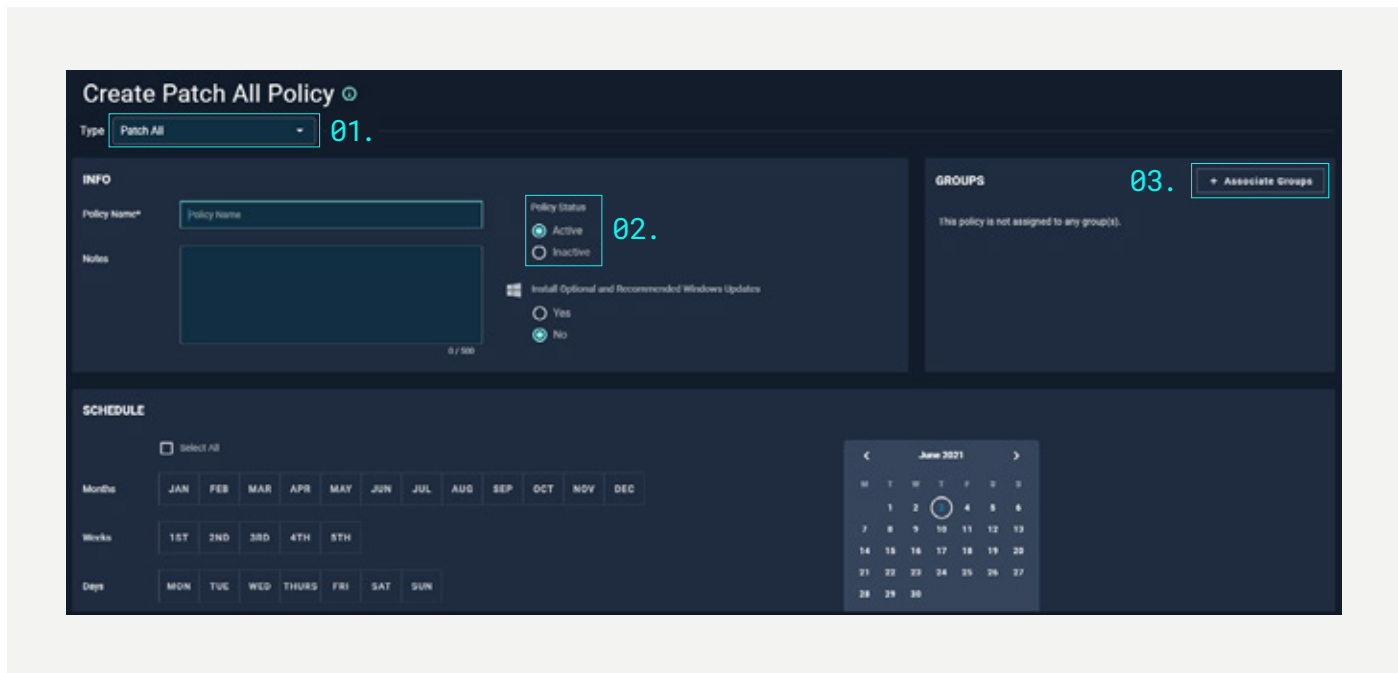 Create Patch All Policy
Type Patch All 01.
INFO
Policy Name* Policy Name
Notes
0 / 500
Policy Status
Active
Inactive
02.
Install Optional and Recommended Windows Updates
Yes
No
GROUPS 03. + Associate Groups
This policy is not assigned to any group(s).
SCHEDULE
Select All
Months JAN FEB MAR APR MAY JUN JUL AUG SEP OCT NOV DEC
Weeks 1ST 2ND 3RD 4TH 5TH
Days MON TUE WED THURS FRI SAT SUN
June 2021
M T W T F S S
1 2 3 4 5 6
7 8 9 10 11 12 13
14 15 16 17 18 19 20
21 22 23 24 25 26 27
28 29 30